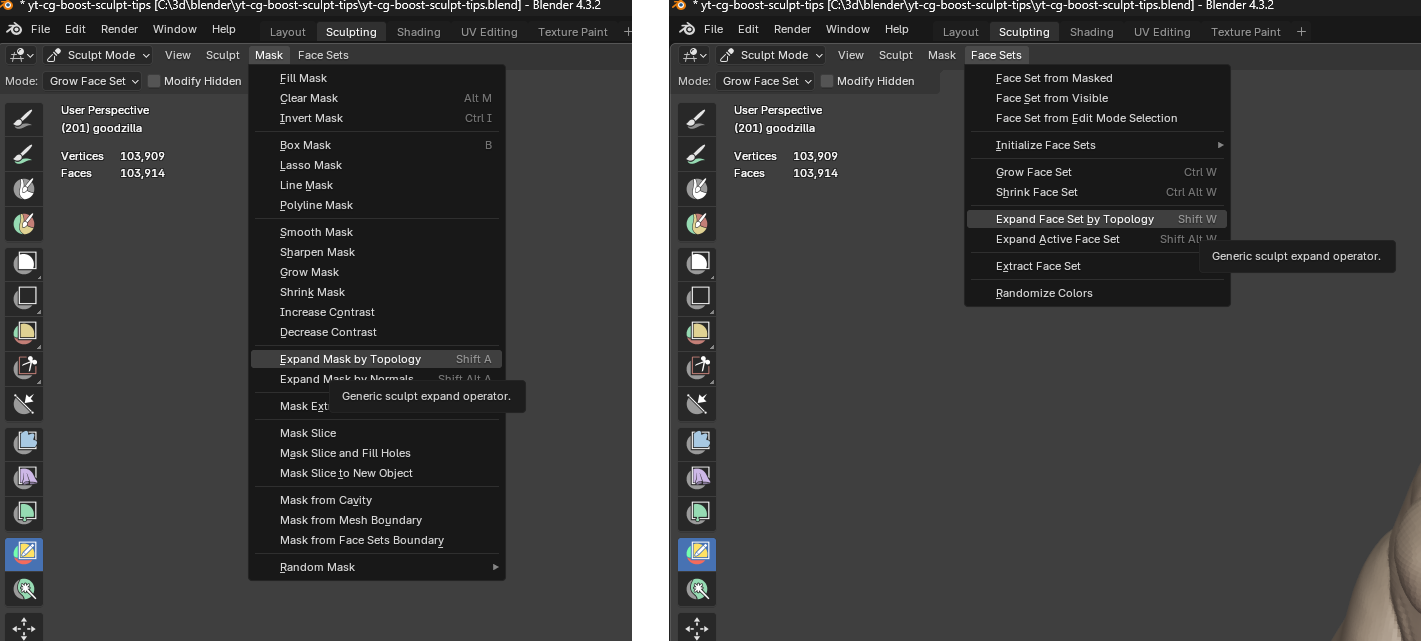 * yt-cg-boost-sculpt-tips [C:\3d\blender\yt-cg-boost-sculpt-tips\yt-cg-boost-sculpt-tips.blend] - Blender 4.3.2
File Edit Render Window Help Layout Sculpting Shading UV Editing Texture Paint +
Sculpt Mode View Sculpt Mask Face Sets
Mode: Grow Face Set Modify Hidden
User Perspective
(201) goodzilla
Vertices 103,909
Faces 103,914
Fill Mask
Clear Mask Alt M
Invert Mask Ctrl I
Box Mask B
Lasso Mask
Line Mask
Polyline Mask
Smooth Mask
Sharpen Mask
Grow Mask
Shrink Mask
Increase Contrast
Decrease Contrast
Expand Mask by Topology Shift A
Expand Mask by Normals Shift Alt A
Generic sculpt expand operator.
Mask Ext
Mask Slice
Mask Slice and Fill Holes
Mask Slice to New Object
Mask from Cavity
Mask from Mesh Boundary
Mask from Face Sets Boundary
Random Mask
* yt-cg-boost-sculpt-tips [C:\3d\blender\yt-cg-boost-sculpt-tips\yt-cg-boost-sculpt-tips.blend] - Blender 4.3.2
File Edit Render Window Help Layout Sculpting Shading UV Editing Texture Paint +
Sculpt Mode View Sculpt Mask Face Sets
Mode: Grow Face Set Modify Hidden
User Perspective
(201) goodzilla
Vertices 103,909
Faces 103,914
Face Set from Masked
Face Set from Visible
Face Set from Edit Mode Selection
Initialize Face Sets
Grow Face Set Ctrl W
Shrink Face Set Ctrl Alt W
Expand Face Set by Topology Shift W
Expand Active Face Set Shift Alt W
Generic sculpt expand operator.
Extract Face Set
Randomize Colors